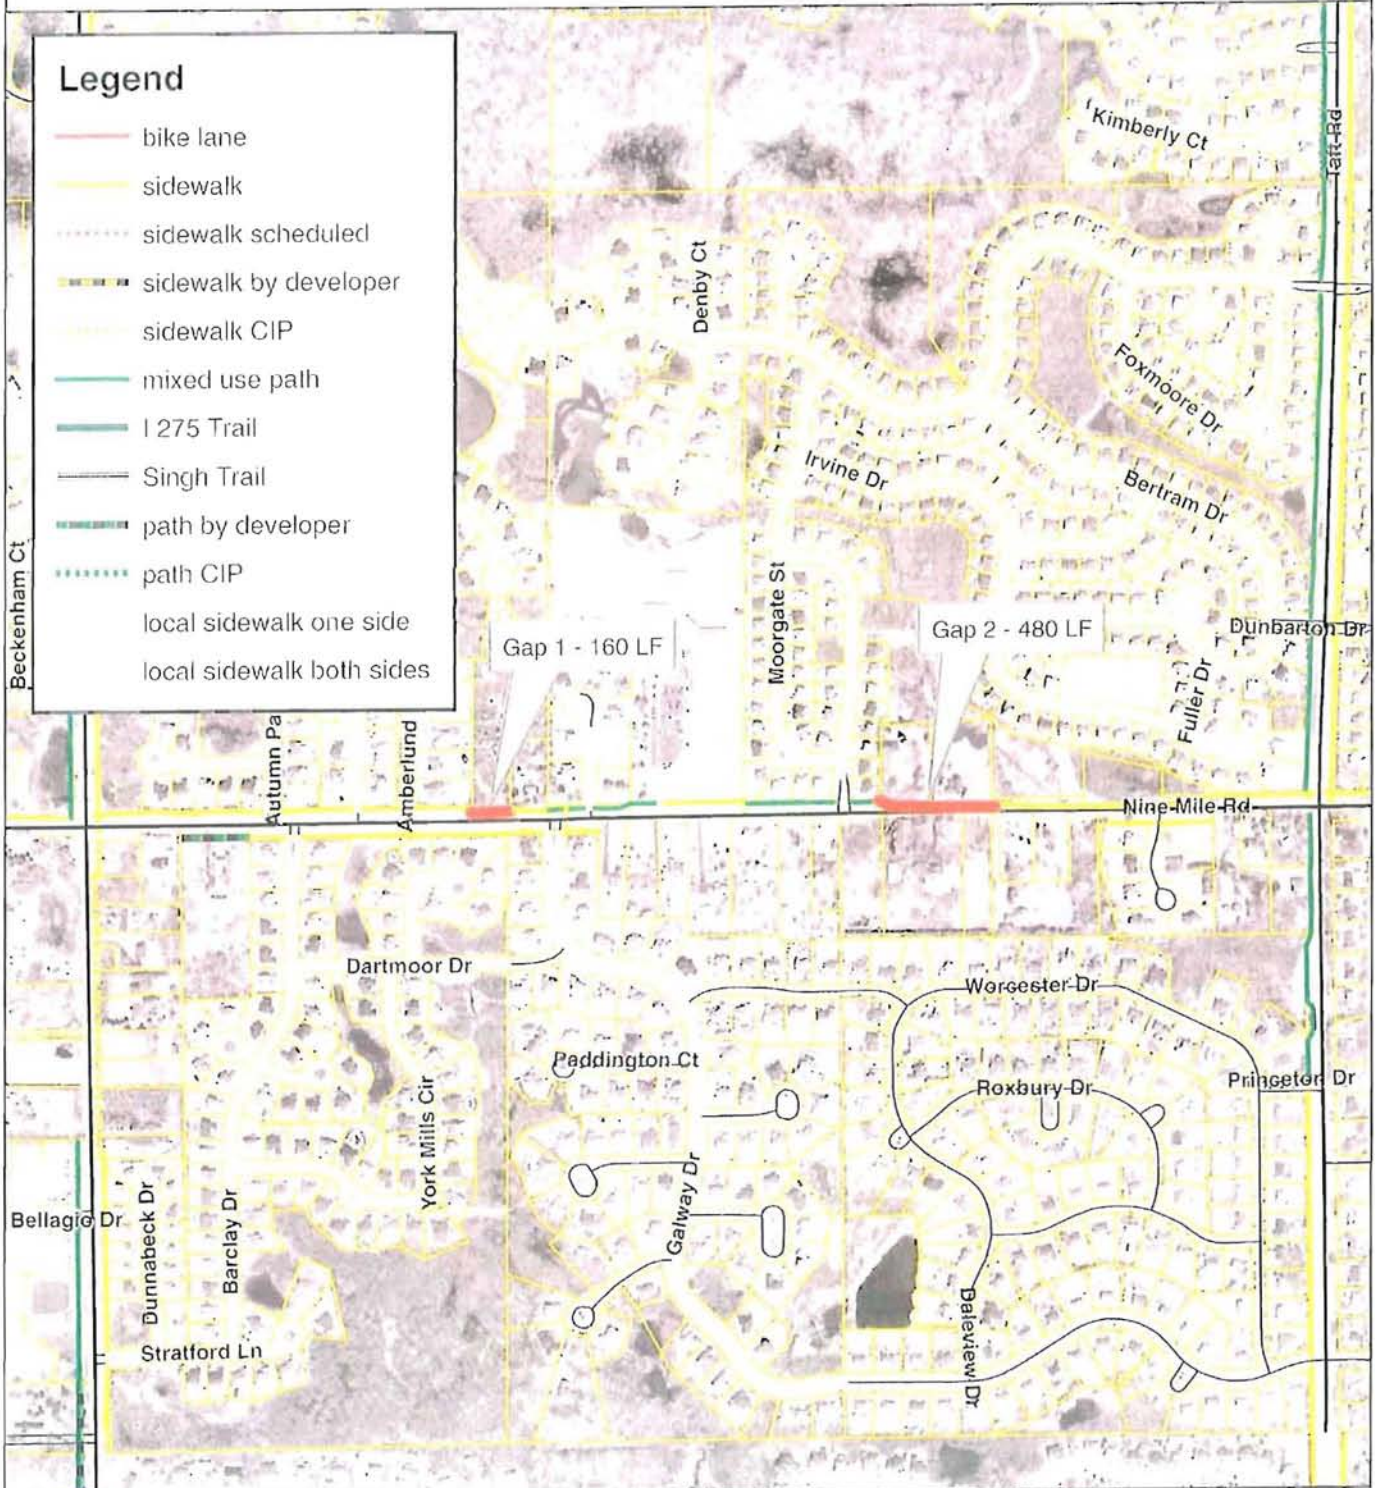 Legend
bike lane
sidewalk
sidewalk scheduled
sidewalk by developer
sidewalk CIP
mixed use path
I 275 Trail
Singh Trail
path by developer
path CIP
local sidewalk one side
local sidewalk both sides
Kimberly Ct
Taft Rd
Denby Ct
Foxmoore Dr
Irvine Dr
Bertram Dr
Beckenham Ct
Moorgate St
Gap 1 - 160 LF
Gap 2 - 480 LF
Dunbarton Dr
Fuller Dr
Autumn Pa
Amberlund
Nine Mile Rd
Dartmoor Dr
Worcester Dr
Paddington Ct
Roxbury Dr
Princeton Dr
York Mills Cir
Galway Dr
Bellagio Dr
Dunnabeck Dr
Barclay Dr
Daleview Dr
Stratford Ln